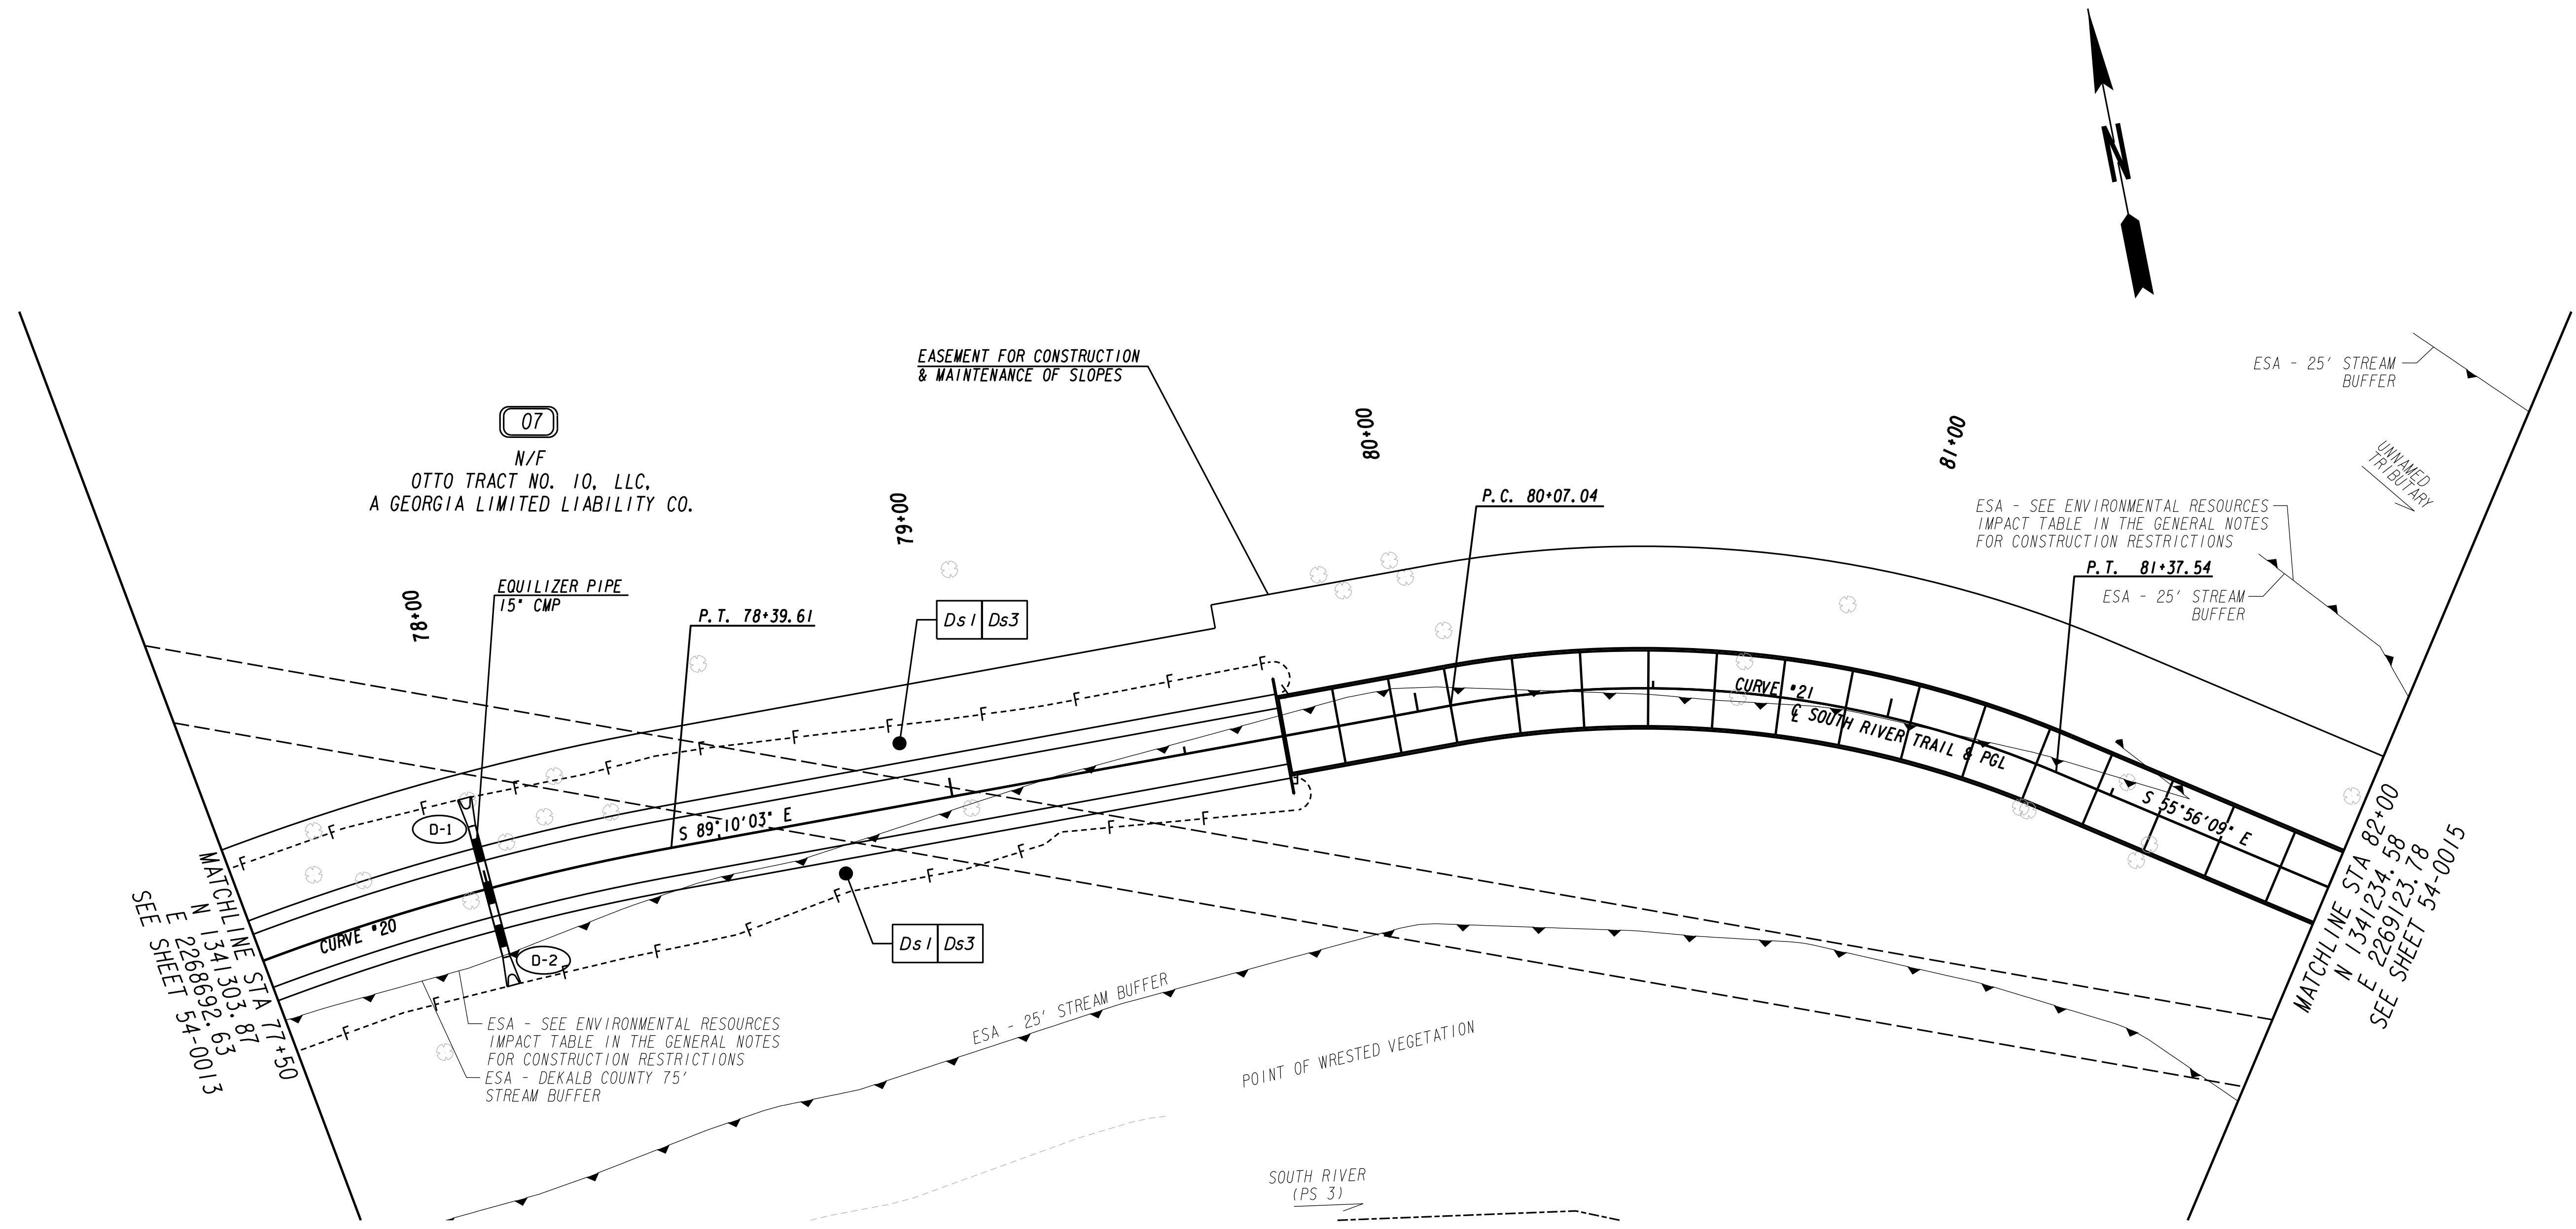 N
EASEMENT FOR CONSTRUCTION
& MAINTENANCE OF SLOPES
ESA - 25' STREAM
BUFFER
07
N/F
OTTO TRACT NO. 10, LLC,
A GEORGIA LIMITED LIABILITY CO.
78+00
79+00
80+00
81+00
UNNAMED
TRIBUTARY
P.C. 80+07.04
ESA - SEE ENVIRONMENTAL RESOURCES
IMPACT TABLE IN THE GENERAL NOTES
FOR CONSTRUCTION RESTRICTIONS
P.T. 81+37.54
ESA - 25' STREAM
BUFFER
EQUILIZER PIPE
15" CMP
P.T. 78+39.61
Ds1 Ds3
CURVE #21
℄ SOUTH RIVER TRAIL & PGL
S 55°56'09" E
D-1
S 89°10'03" E
CURVE #20
D-2
Ds1 Ds3
F F F F F F F F F F F F
F F F F F F F F F F
MATCHLINE STA 77+50
N 1341303.87
E 2268692.63
SEE SHEET 54-0013
MATCHLINE STA 82+00
N 1341234.58
E 2269123.78
SEE SHEET 54-0015
ESA - SEE ENVIRONMENTAL RESOURCES
IMPACT TABLE IN THE GENERAL NOTES
FOR CONSTRUCTION RESTRICTIONS
ESA - DEKALB COUNTY 75'
STREAM BUFFER
ESA - 25' STREAM BUFFER
POINT OF WRESTED VEGETATION
SOUTH RIVER
(PS 3)